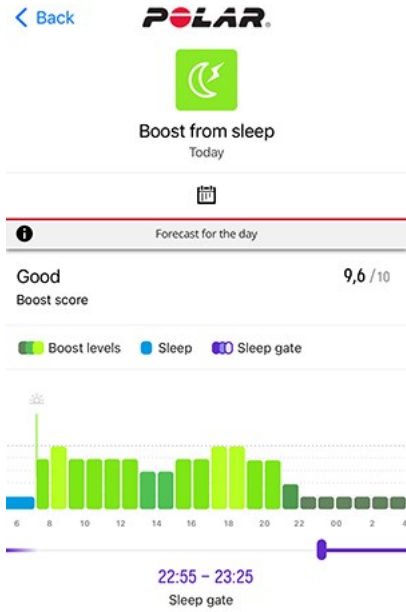 Back
POLAR.
Boost from sleep
Today
Forecast for the day
Good 9,6 /10
Boost score
Boost levels Sleep Sleep gate
6 8 10 12 14 16 18 20 22 00 2 4
22:55 – 23:25
Sleep gate